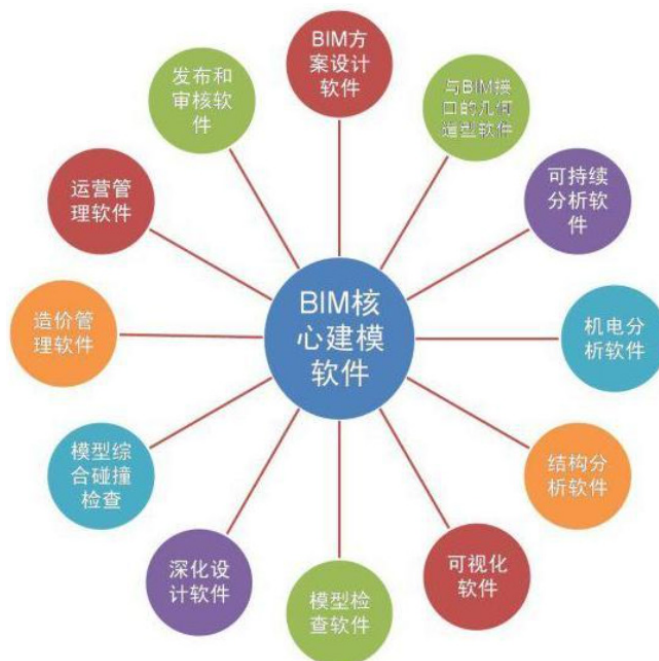 BIM方
案设计
软件
与BIM接
口的几何
造型软件
可持续
分析软
件
机电分
析软件
结构分
析软件
可视化
软件
模型检
查软件
深化设
计软件
模型综
合碰撞
检查
造价管
理软件
运营管
理软件
发布和
审核软
件
BIM核
心建模
软件